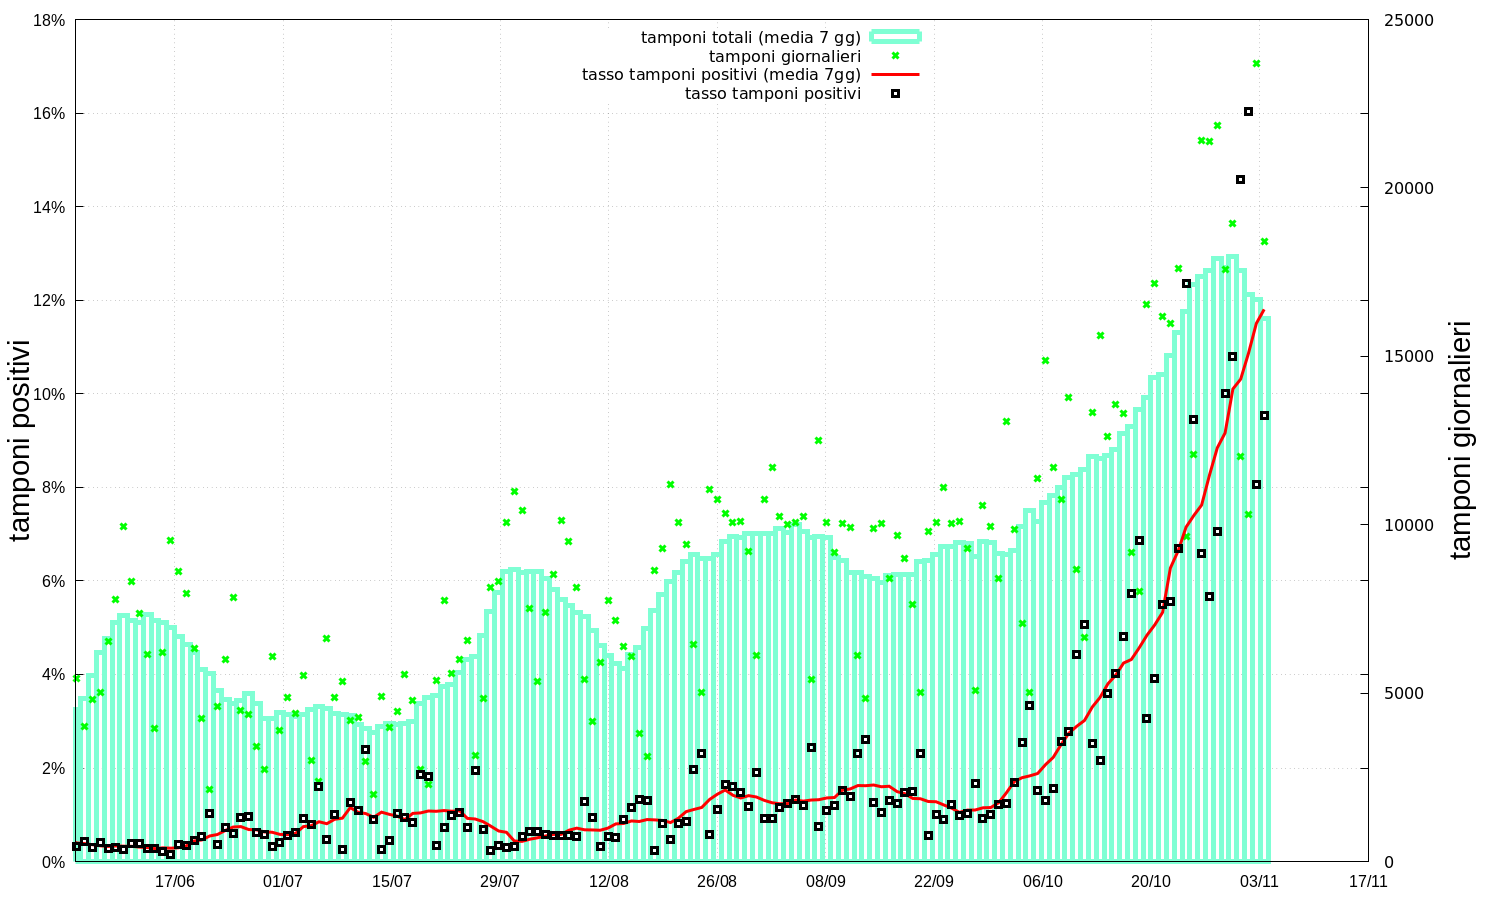 tamponi totali (media 7 gg)
tamponi giornalieri
tasso tamponi positivi (media 7gg)
tasso tamponi positivi
18%
16%
14%
12%
10%
8%
6%
4%
2%
0%
tamponi positivi
25000
20000
15000
10000
5000
0
tamponi giornalieri
17/06 01/07 15/07 29/07 12/08 26/08 08/09 22/09 06/10 20/10 03/11 17/11